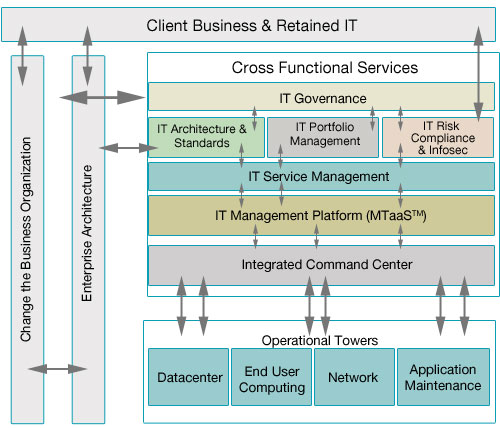 Client Business & Retained IT
Change the Business Organization
Enterprise Architecture
Cross Functional Services
IT Governance
IT Architecture &
Standards
IT Portfolio
Management
IT Risk
Compliance
& Infosec
IT Service Management
IT Management Platform (MTaaS™)
Integrated Command Center
Operational Towers
Datacenter
End User
Computing
Network
Application
Maintenance